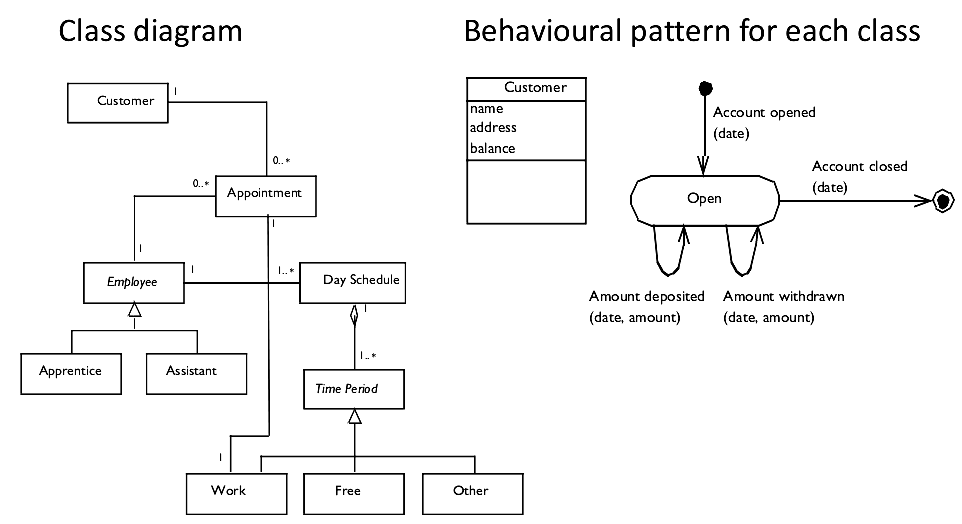 Class diagram
Customer
1
0..*
Appointment
0..*
1
1
Employee
1
1..*
Day Schedule
1
1..*
Apprentice
Assistant
Time Period
1
Work
Free
Other
Behavioural pattern for each class
Customer
name
address
balance
Account opened
(date)
Open
Account closed
(date)
Amount deposited
(date, amount)
Amount withdrawn
(date, amount)